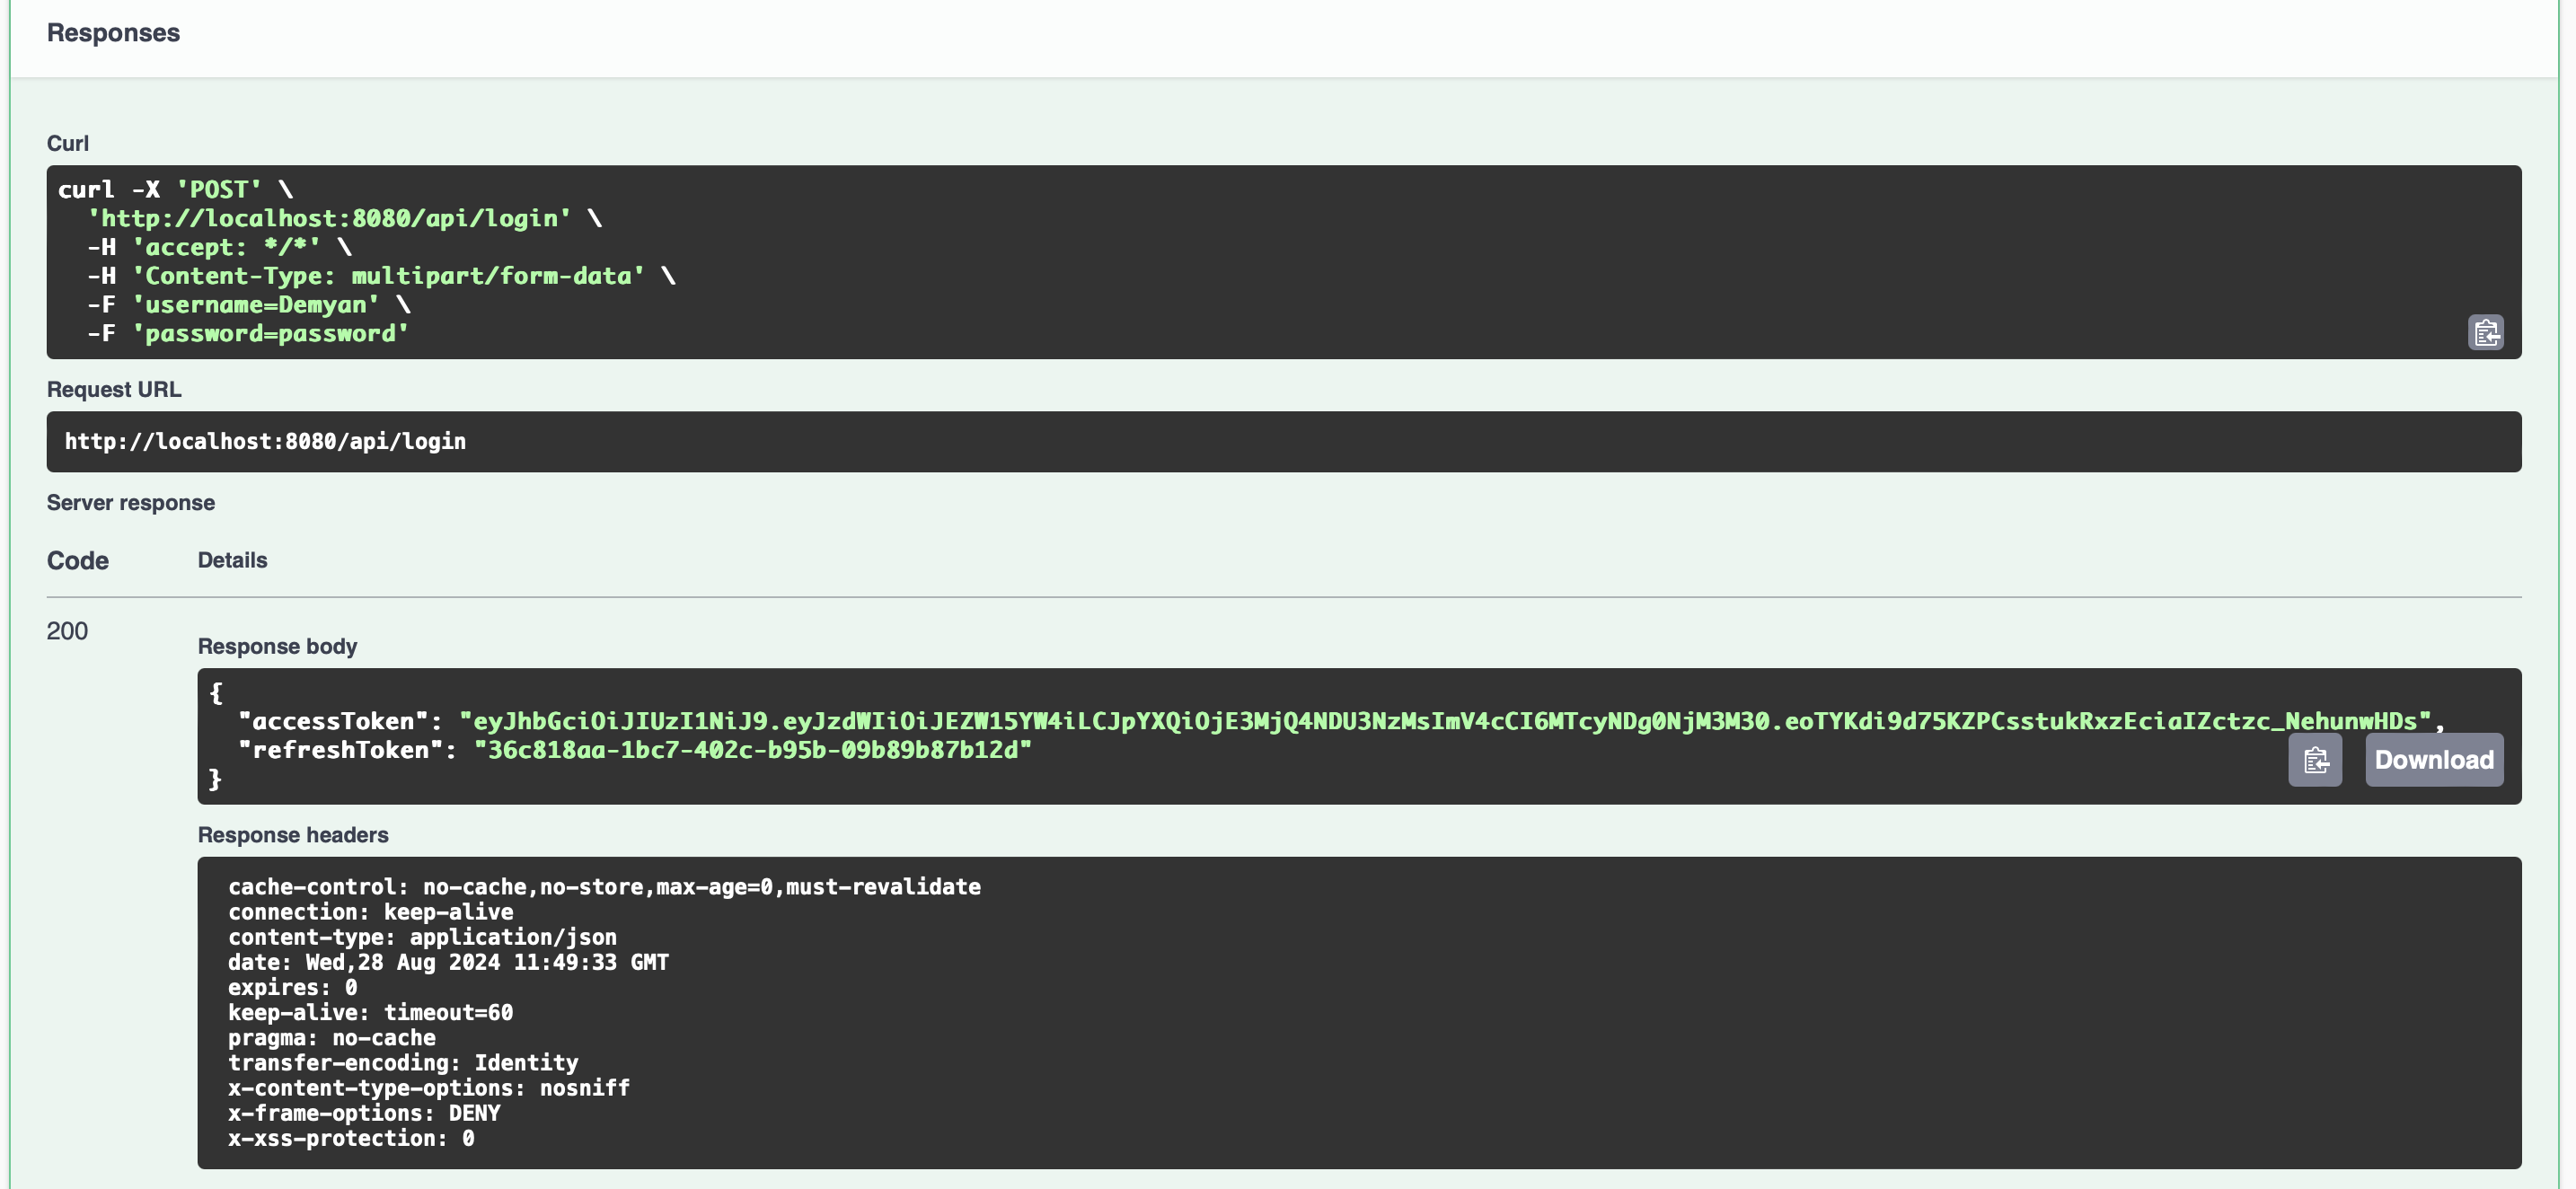 Responses
Curl
curl -X 'POST' \
  'http://localhost:8080/api/login' \
  -H 'accept: */*' \
  -H 'Content-Type: multipart/form-data' \
  -F 'username=Demyan' \
  -F 'password=password'
Request URL
http://localhost:8080/api/login
Server response
Code Details
200
Response body
{
  "accessToken": "eyJhbGciOiJIUzI1NiJ9.eyJzdWIiOiJEZW15YW4iLCJpYXQiOjE3MjQ4NDU3NzMsImV4cCI6MTcyNDg0NjM3M30.eoTYKdi9d75KZPCsstukRxzEciaIZctzc_NehunwHDs",
  "refreshToken": "36c818aa-1bc7-402c-b95b-09b89b87b12d"
}
Download
Response headers
cache-control: no-cache,no-store,max-age=0,must-revalidate
connection: keep-alive
content-type: application/json
date: Wed,28 Aug 2024 11:49:33 GMT
expires: 0
keep-alive: timeout=60
pragma: no-cache
transfer-encoding: Identity
x-content-type-options: nosniff
x-frame-options: DENY
x-xss-protection: 0